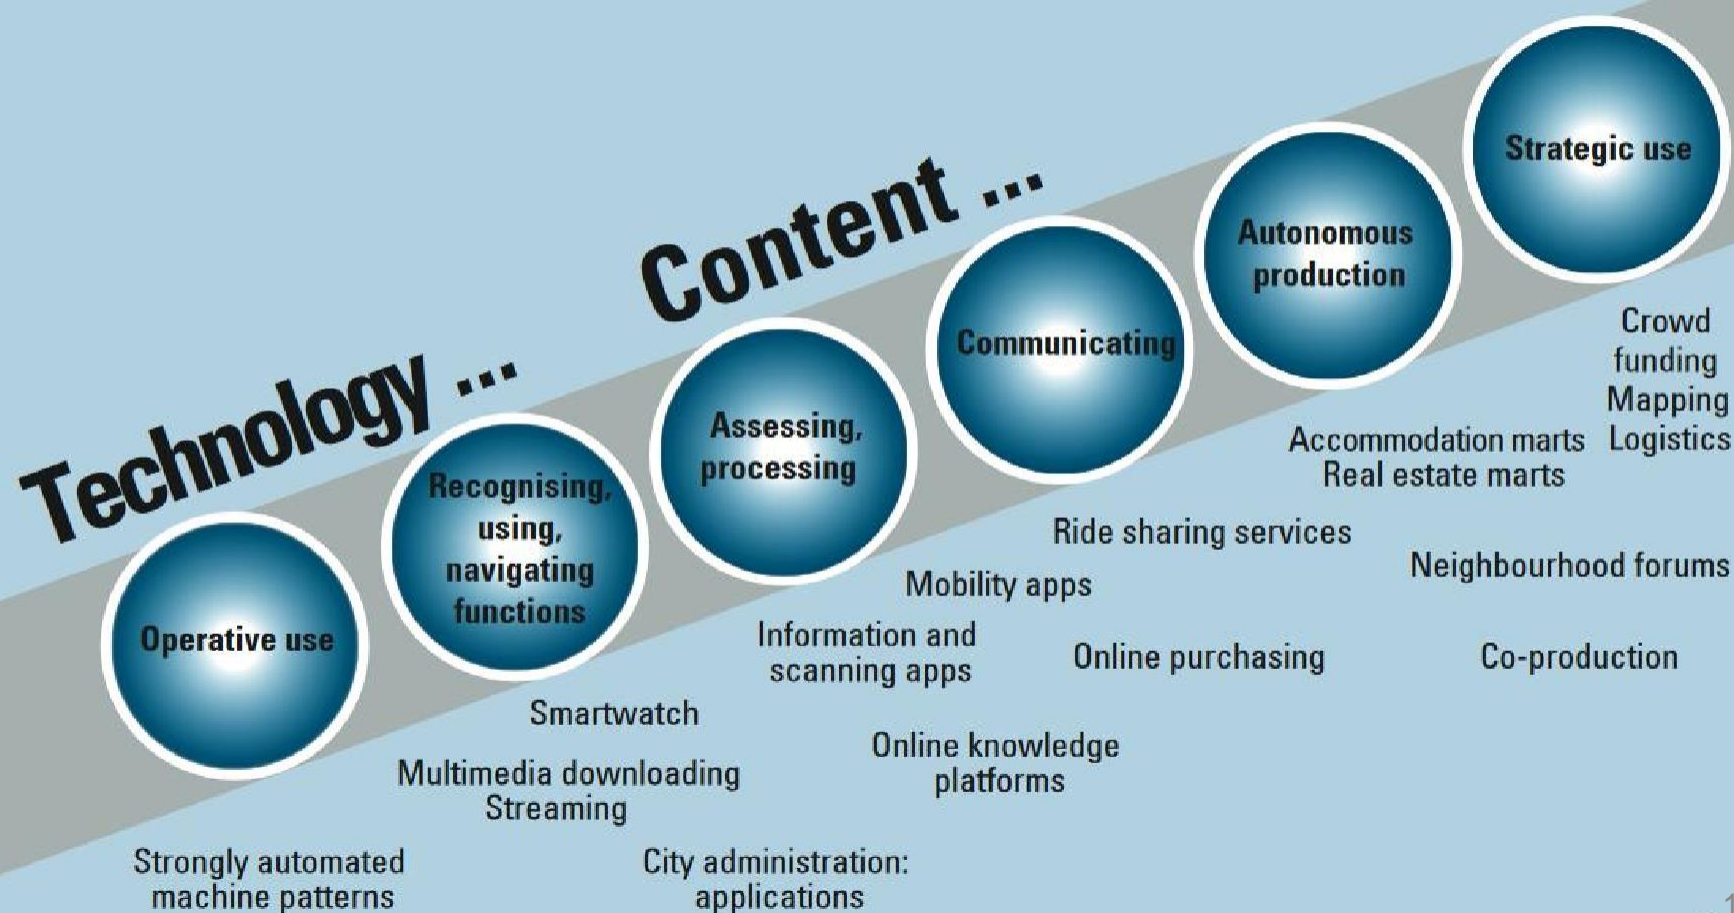 Technology ...
Content ...
Operative use
Recognising,
using,
navigating
functions
Assessing,
processing
Communicating
Autonomous
production
Strategic use
Crowd
funding
Mapping
Logistics
Accommodation marts
Real estate marts
Ride sharing services
Neighbourhood forums
Mobility apps
Information and
scanning apps
Online purchasing
Co-production
Smartwatch
Online knowledge
platforms
Multimedia downloading
Streaming
Strongly automated
machine patterns
City administration:
applications